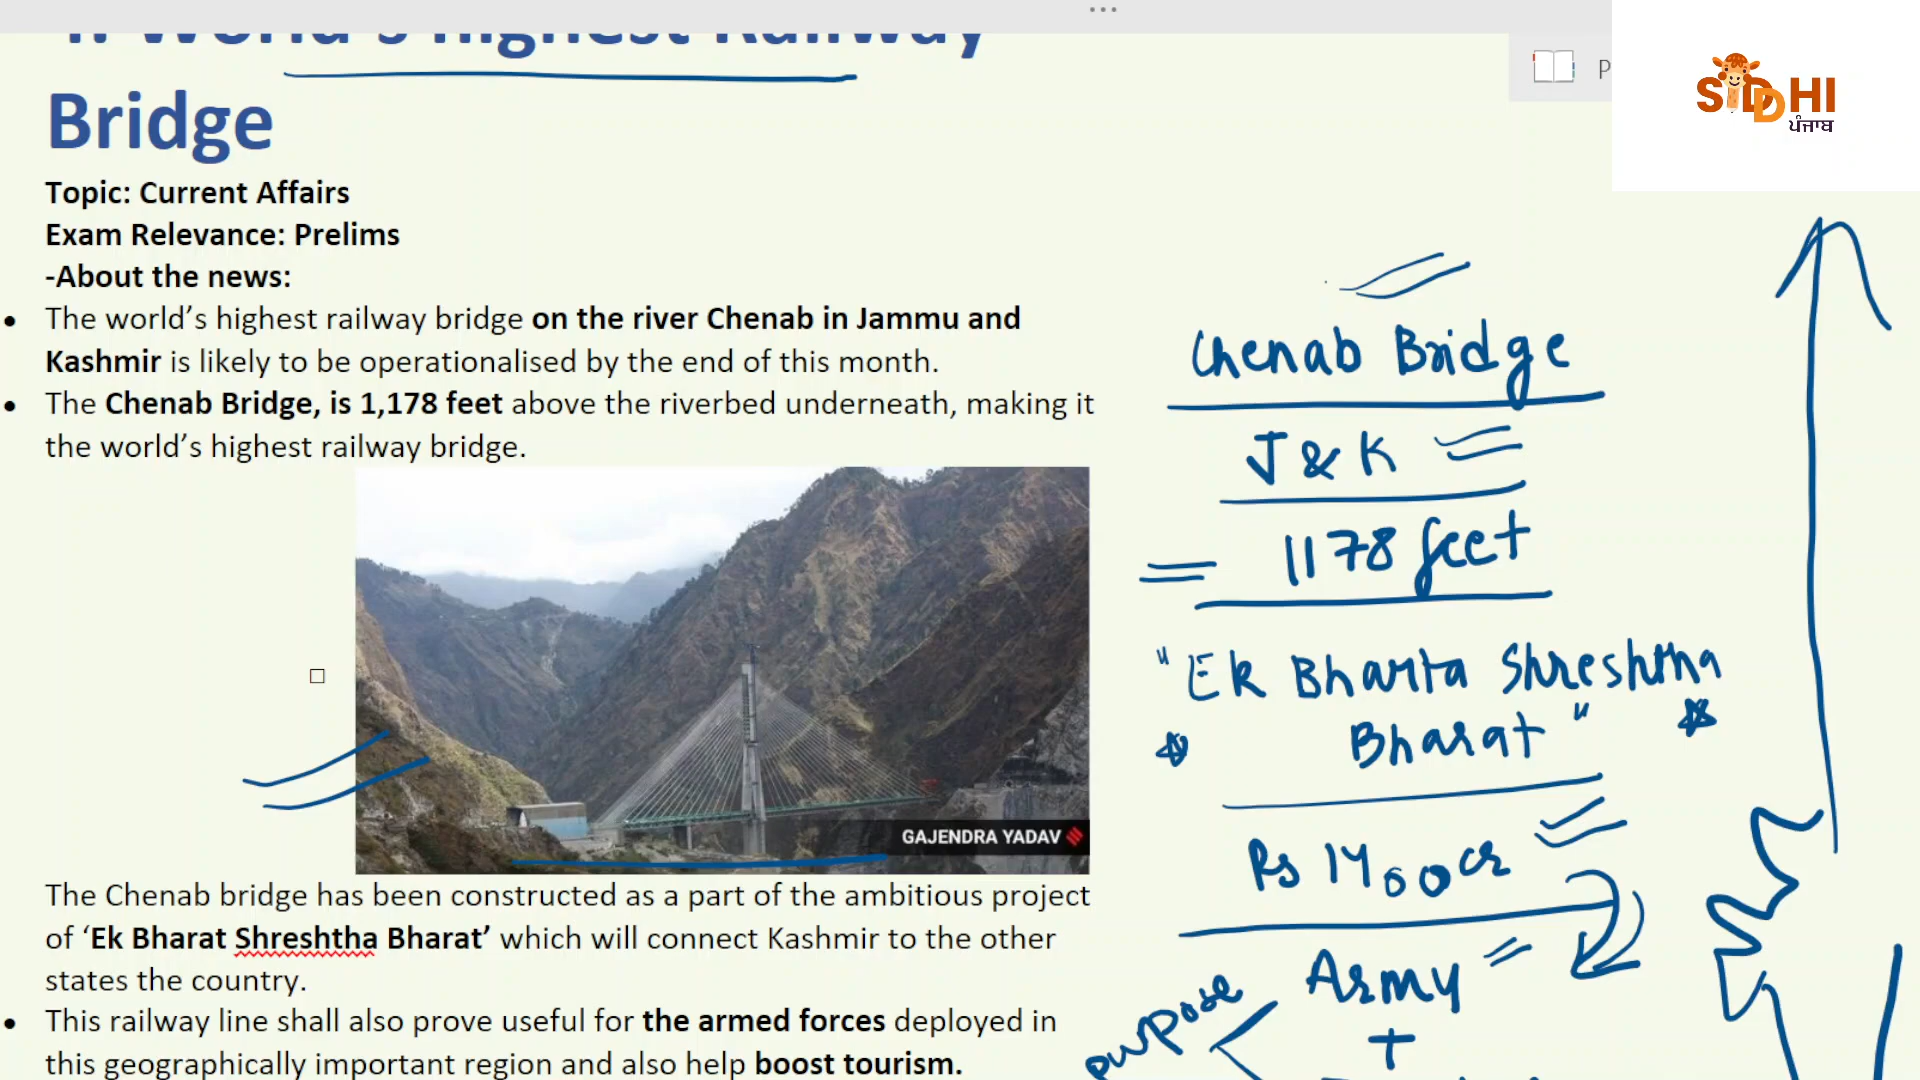 1. World's Highest Railway
Bridge
SIDDHI
ਪੰਜਾਬ
Topic: Current Affairs
Exam Relevance: Prelims
-About the news:
• The world's highest railway bridge on the river Chenab in Jammu and
Kashmir is likely to be operationalised by the end of this month.
• The Chenab Bridge, is 1,178 feet above the riverbed underneath, making it
the world's highest railway bridge.
GAJENDRA YADAV
The Chenab bridge has been constructed as a part of the ambitious project
of ‘Ek Bharat Shreshtha Bharat’ which will connect Kashmir to the other
states the country.
• This railway line shall also prove useful for the armed forces deployed in
this geographically important region and also help boost tourism.
Chenab Bridge
J & K
1178 feet
"Ek Bharta Shreshtha
Bharat"
Rs 1400 cr
Army
purpose
+